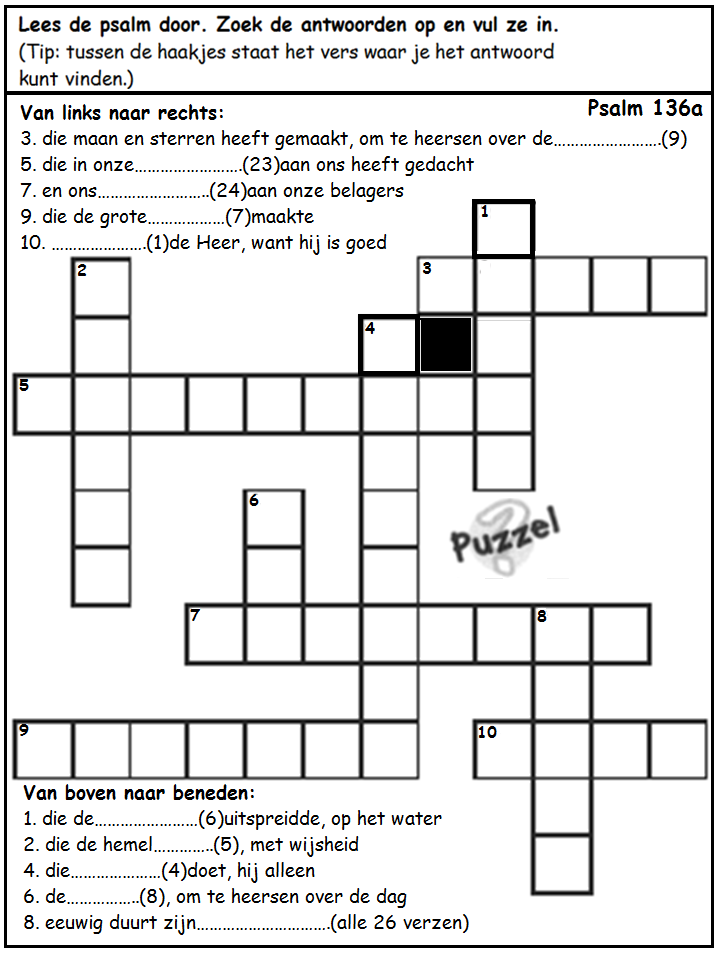 Lees de psalm door. Zoek de antwoorden op en vul ze in.
(Tip: tussen de haakjes staat het vers waar je het antwoord
kunt vinden.)
Van links naar rechts:
Psalm 136a
3. die maan en sterren heeft gemaakt, om te heersen over de…………………….(9)
5. die in onze…………………….(23)aan ons heeft gedacht
7. en ons……………………..(24)aan onze belagers
9. die de grote………………(7)maakte
10. ………………….(1)de Heer, want hij is goed
1
2
3
4
5
6
Puzzel
?
7
8
9
10
Van boven naar beneden:
1. die de……………………(6)uitspreidde, op het water
2. die de hemel…………..(5), met wijsheid
4. die…………………(4)doet, hij alleen
6. de……………..(8), om te heersen over de dag
8. eeuwig duurt zijn………………………….(alle 26 verzen)